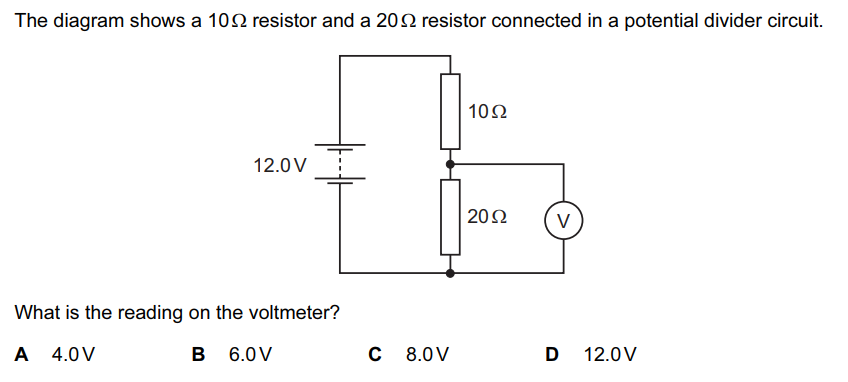 The diagram shows a 10Ω resistor and a 20Ω resistor connected in a potential divider circuit.
10Ω
12.0V
20Ω
V
What is the reading on the voltmeter?
A 4.0V B 6.0V C 8.0V D 12.0V